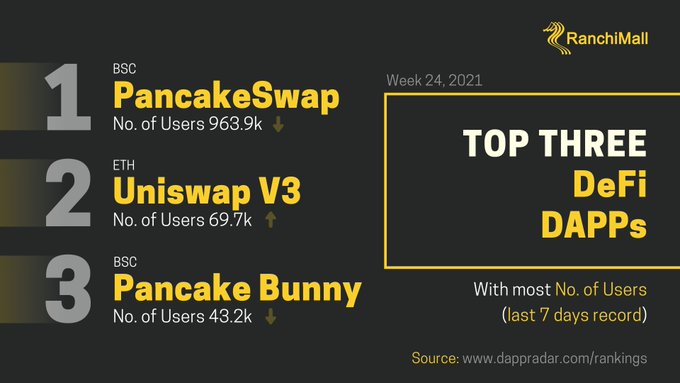 RanchiMall
Week 24, 2021
TOP THREE
DeFi
DAPPs
With most No. of Users
(last 7 days record)
1
BSC
PancakeSwap
No. of Users 963.9k
2
ETH
Uniswap V3
No. of Users 69.7k
3
BSC
Pancake Bunny
No. of Users 43.2k
Source: www.dappradar.com/rankings